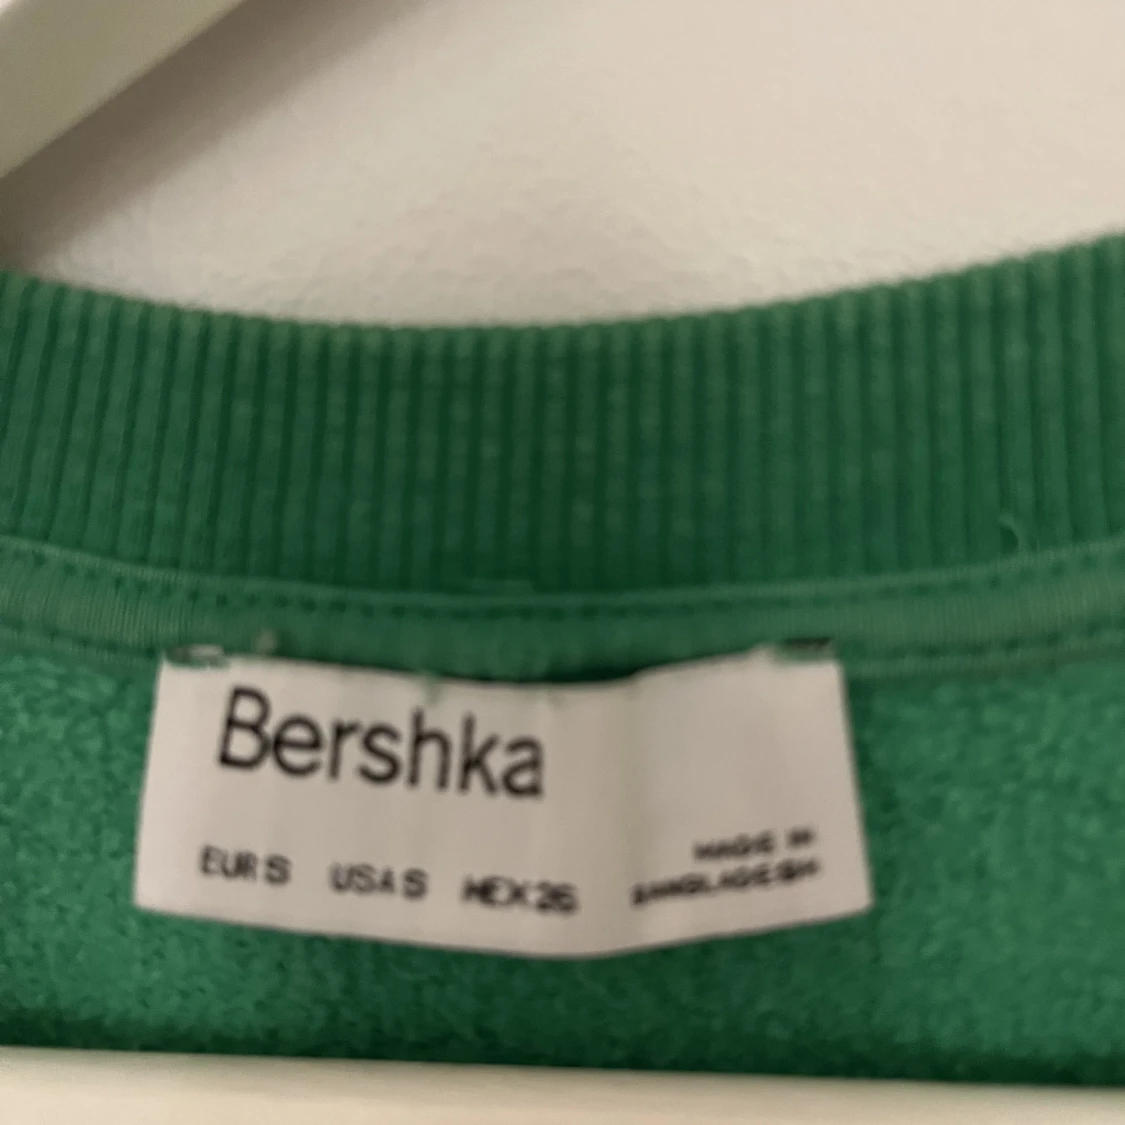 Bershka
EUR S USA S MEX 26
MADE IN
BANGLADESH